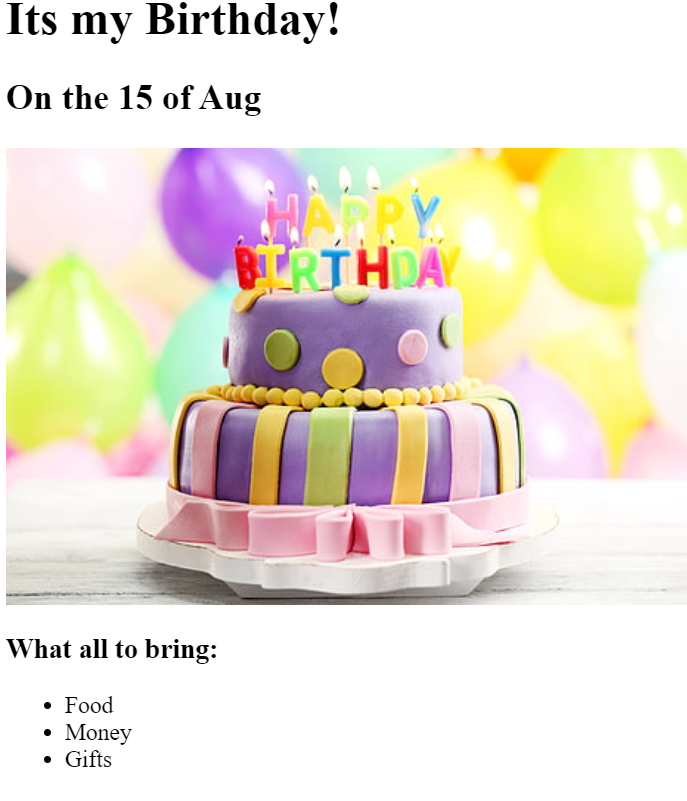 Its my Birthday!
On the 15 of Aug
HAPPY
BIRTHDAY
What all to bring:
Food
Money
Gifts